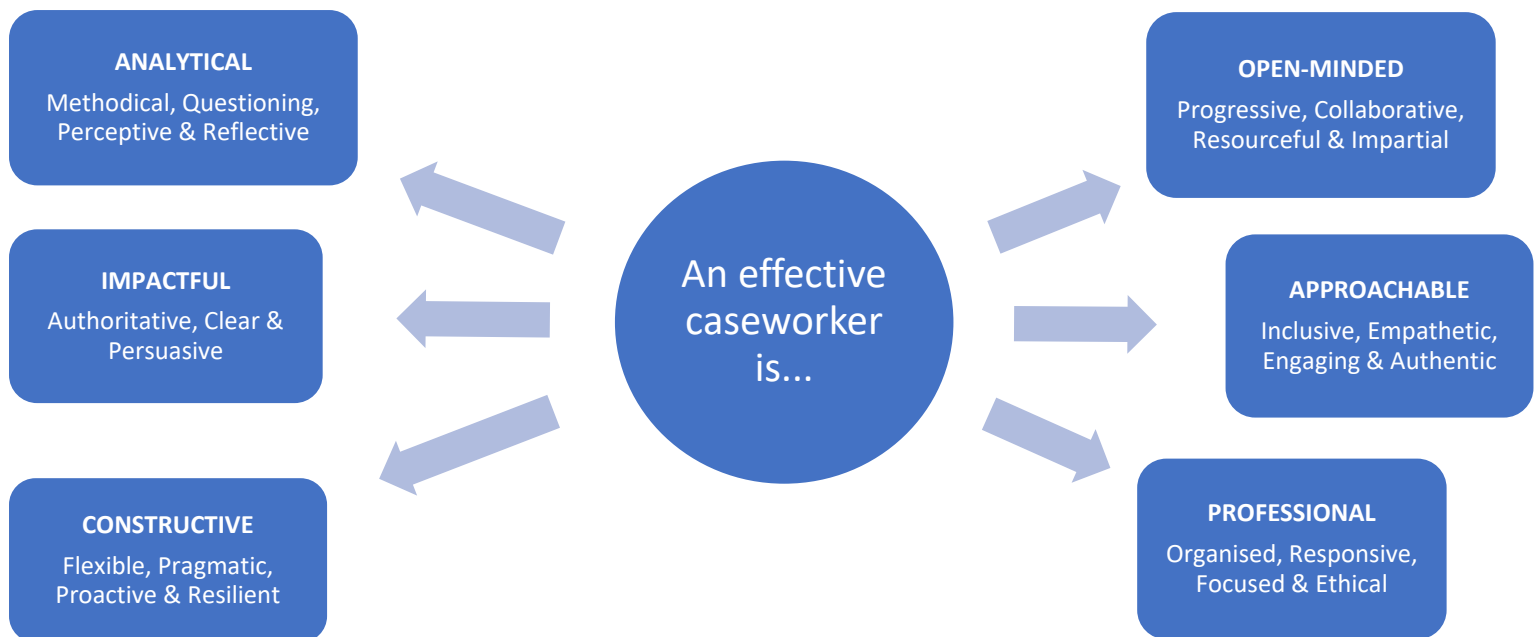 ANALYTICAL
Methodical, Questioning,
Perceptive & Reflective
IMPACTFUL
Authoritative, Clear &
Persuasive
CONSTRUCTIVE
Flexible, Pragmatic,
Proactive & Resilient
An effective
caseworker
is...
OPEN-MINDED
Progressive, Collaborative,
Resourceful & Impartial
APPROACHABLE
Inclusive, Empathetic,
Engaging & Authentic
PROFESSIONAL
Organised, Responsive,
Focused & Ethical